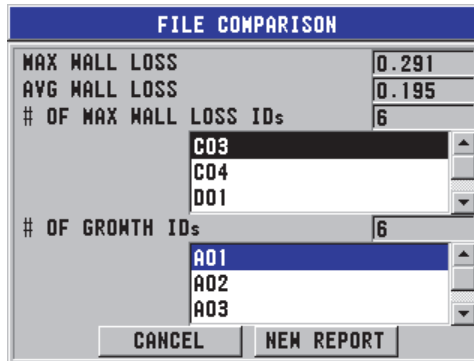 FILE COMPARISON
MAX WALL LOSS 0.291
AVG WALL LOSS 0.195
# OF MAX WALL LOSS IDs 6
C03
C04
D01
# OF GROWTH IDs 6
A01
A02
A03
CANCEL NEW REPORT